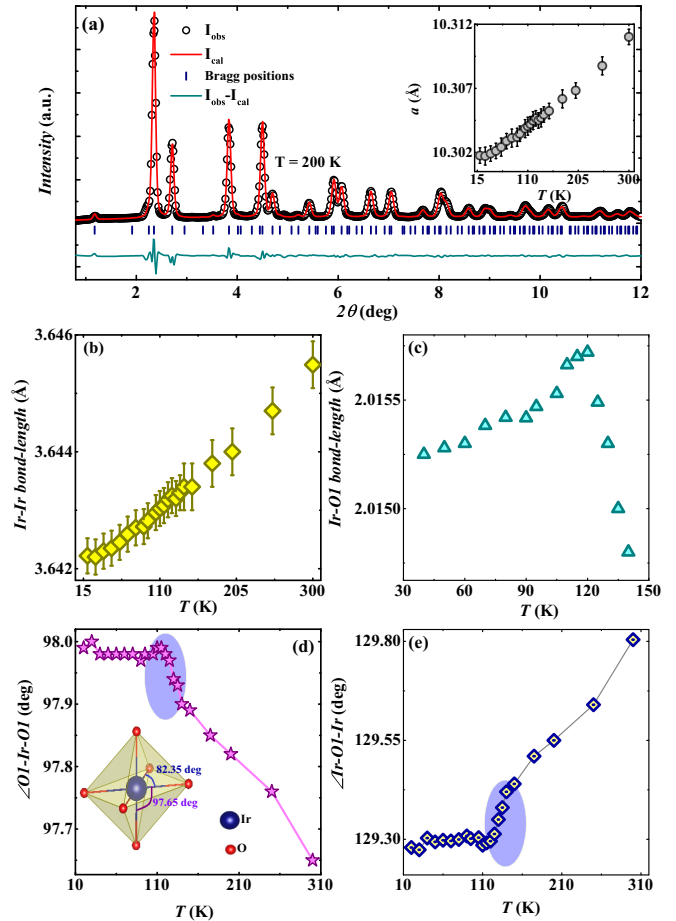 (a)
I_obs
I_cal
Bragg positions
I_obs-I_cal
T = 200 K
Intensity (a.u.)
2θ (deg)
2 4 6 8 10 12
10.312
10.307
10.302
a (Å)
15 110 205 300
T (K)
(b)
3.646
3.644
3.642
Ir-Ir bond-length (Å)
15 110 205 300
T (K)
(c)
2.0155
2.0150
Ir-O1 bond-length (Å)
30 60 90 120 150
T (K)
(d)
98.0
97.9
97.8
97.7
∠O1-Ir-O1 (deg)
82.35 deg
97.65 deg
Ir
O
10 110 210 310
T (K)
(e)
129.80
129.55
129.30
∠Ir-O1-Ir (deg)
10 110 210 310
T (K)